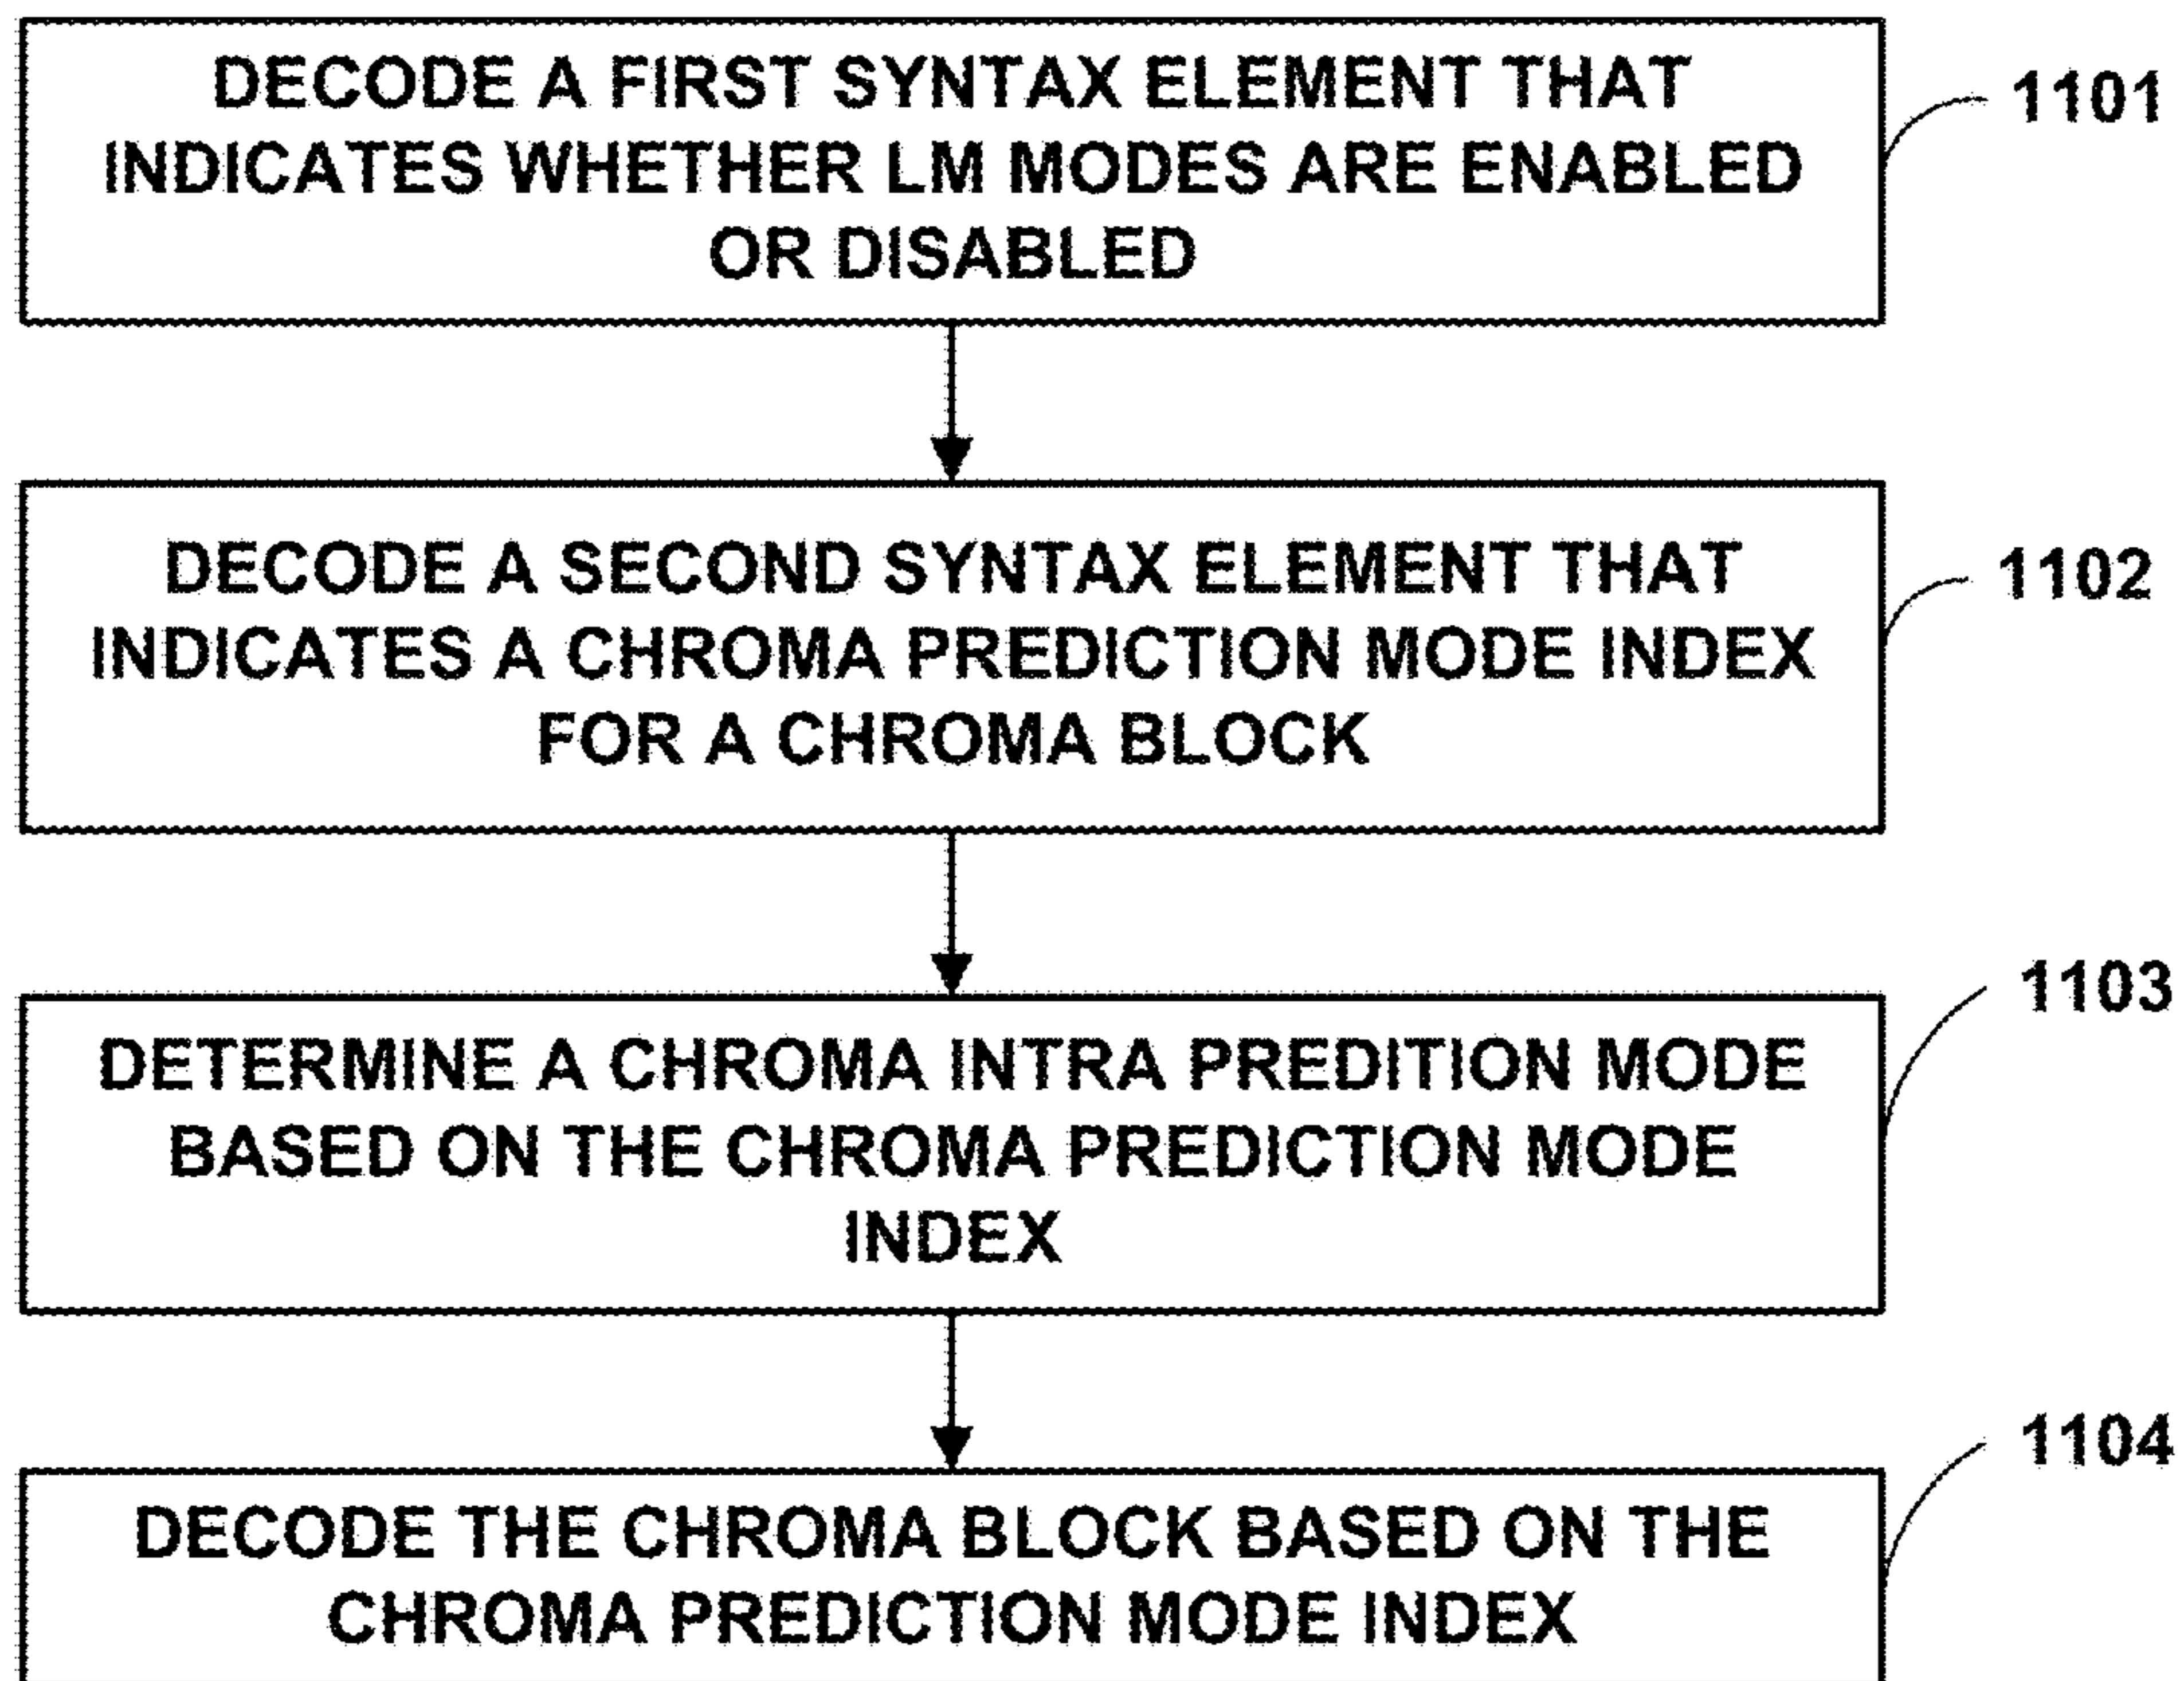 DECODE A FIRST SYNTAX ELEMENT THAT
INDICATES WHETHER LM MODES ARE ENABLED
OR DISABLED
1101
DECODE A SECOND SYNTAX ELEMENT THAT
INDICATES A CHROMA PREDICTION MODE INDEX
FOR A CHROMA BLOCK
1102
DETERMINE A CHROMA INTRA PREDITION MODE
BASED ON THE CHROMA PREDICTION MODE
INDEX
1103
DECODE THE CHROMA BLOCK BASED ON THE
CHROMA PREDICTION MODE INDEX
1104